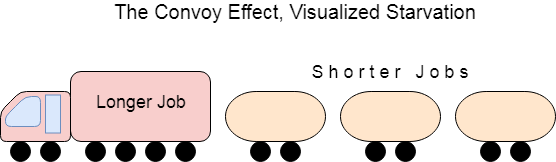 The Convoy Effect, Visualized Starvation
Shorter Jobs
Longer Job